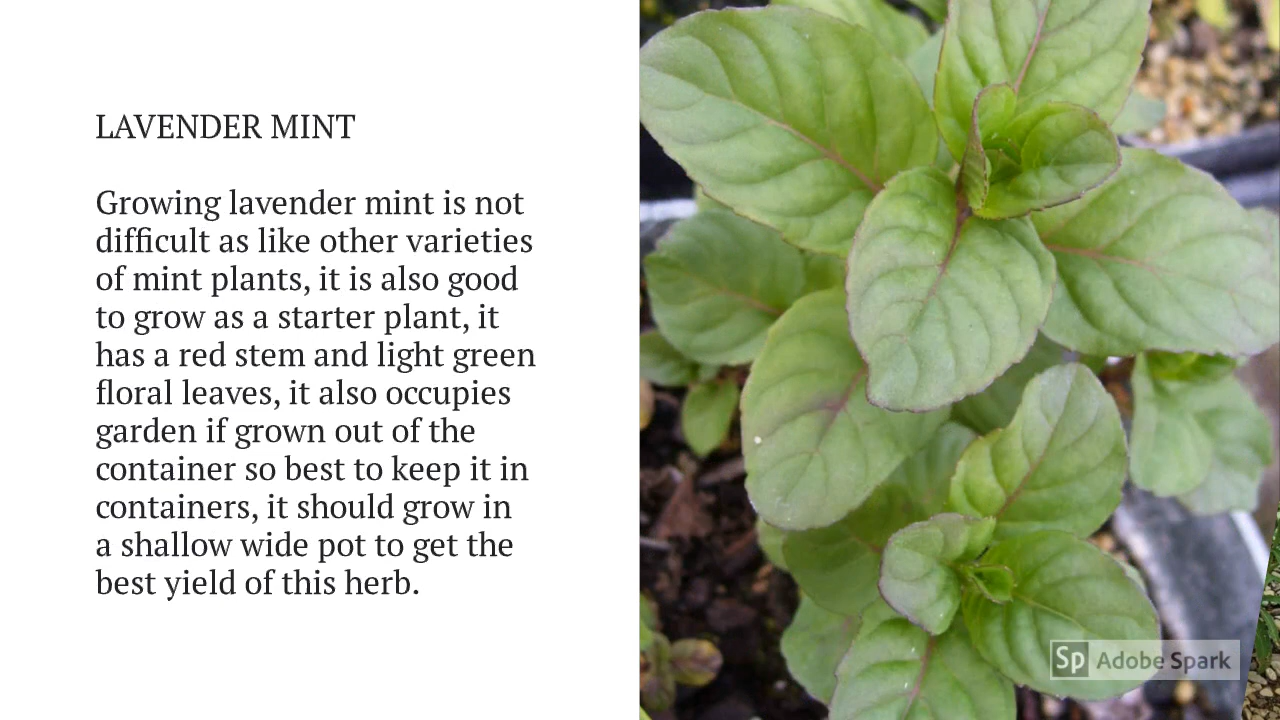 LAVENDER MINT
Growing lavender mint is not
difficult as like other varieties
of mint plants, it is also good
to grow as a starter plant, it
has a red stem and light green
floral leaves, it also occupies
garden if grown out of the
container so best to keep it in
containers, it should grow in
a shallow wide pot to get the
best yield of this herb.
Sp Adobe Spark